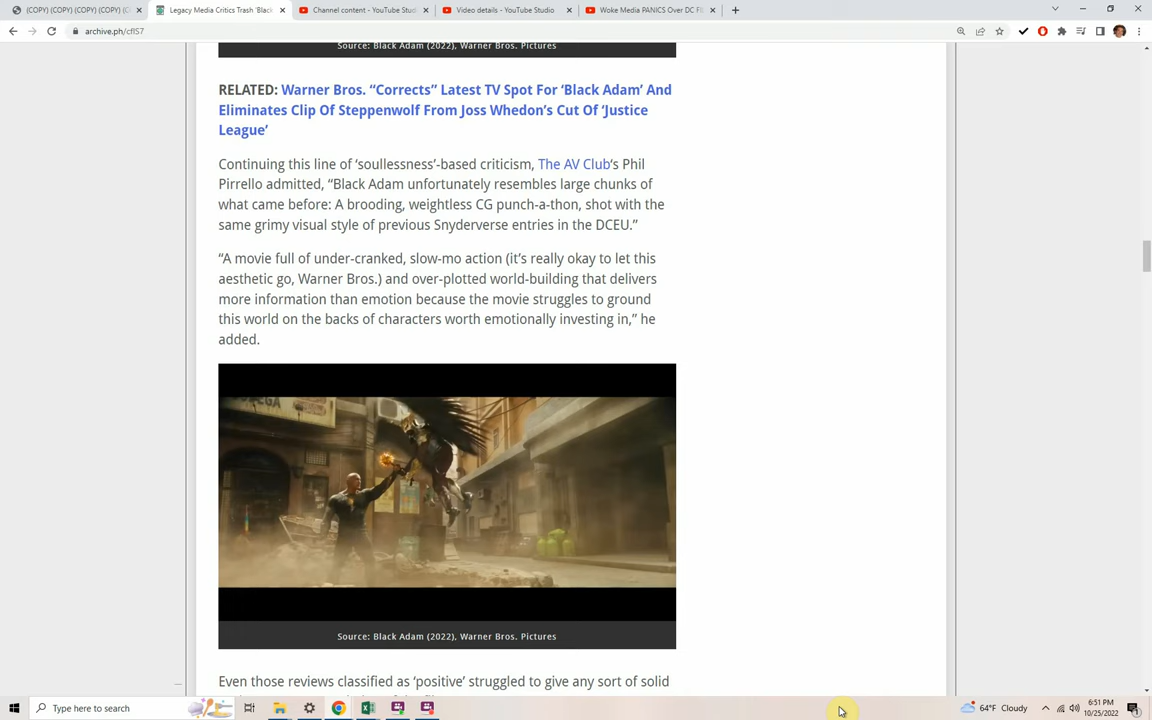 (COPY) (COPY) (COPY) (COPY) (C
Legacy Media Critics Trash 'Black
Channel content - YouTube Stud
Video details - YouTube Studio
Woke Media PANICS Over DC F
archive.ph/cflS7
Source: Black Adam (2022), Warner Bros. Pictures
RELATED: Warner Bros. “Corrects” Latest TV Spot For ‘Black Adam’ And
Eliminates Clip Of Steppenwolf From Joss Whedon’s Cut Of ‘Justice
League’
Continuing this line of ‘soullessness’-based criticism, The AV Club‘s Phil
Pirrello admitted, “Black Adam unfortunately resembles large chunks of
what came before: A brooding, weightless CG punch-a-thon, shot with the
same grimy visual style of previous Snyderverse entries in the DCEU.”
“A movie full of under-cranked, slow-mo action (it’s really okay to let this
aesthetic go, Warner Bros.) and over-plotted world-building that delivers
more information than emotion because the movie struggles to ground
this world on the backs of characters worth emotionally investing in,” he
added.
Source: Black Adam (2022), Warner Bros. Pictures
Even those reviews classified as ‘positive’ struggled to give any sort of solid
Type here to search
64°F Cloudy
6:51 PM
10/25/2022